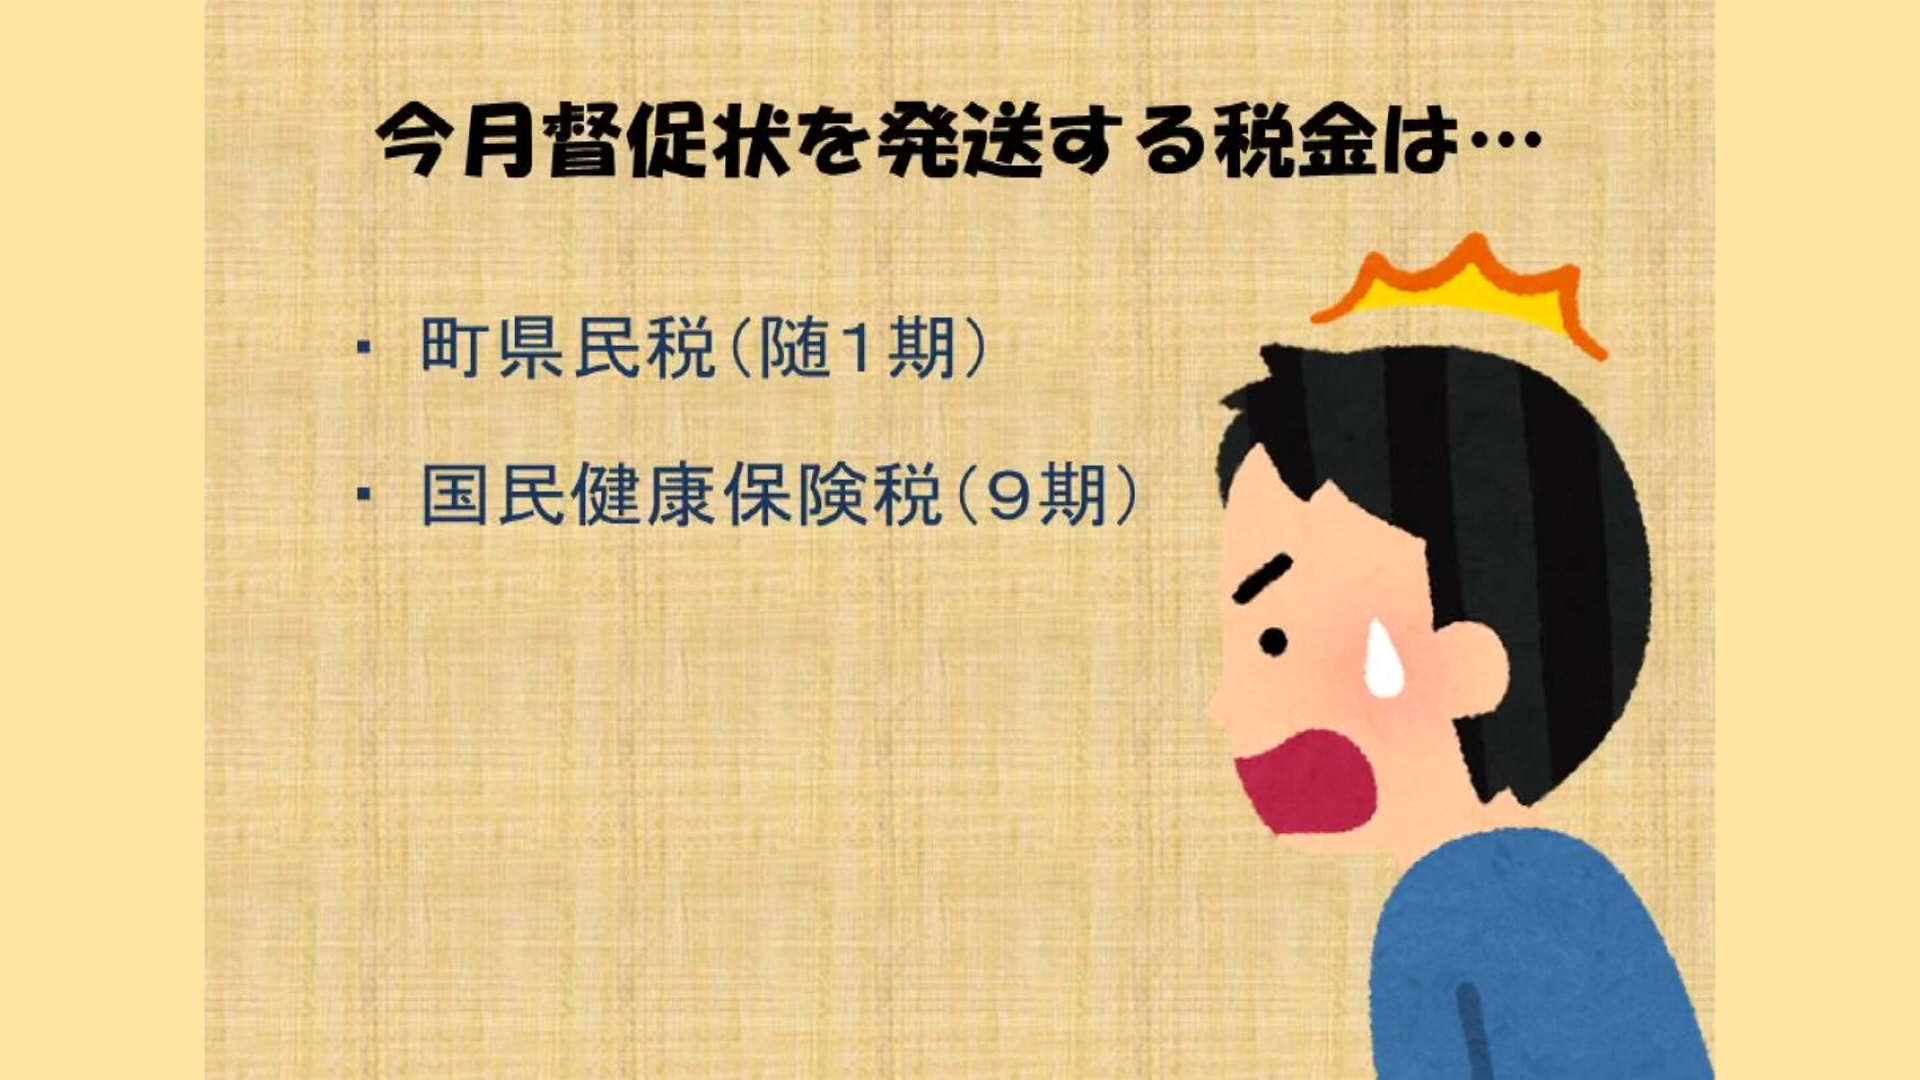 今月督促状を発送する税金は…
・ 町県民税（随１期）
・ 国民健康保険税（９期）